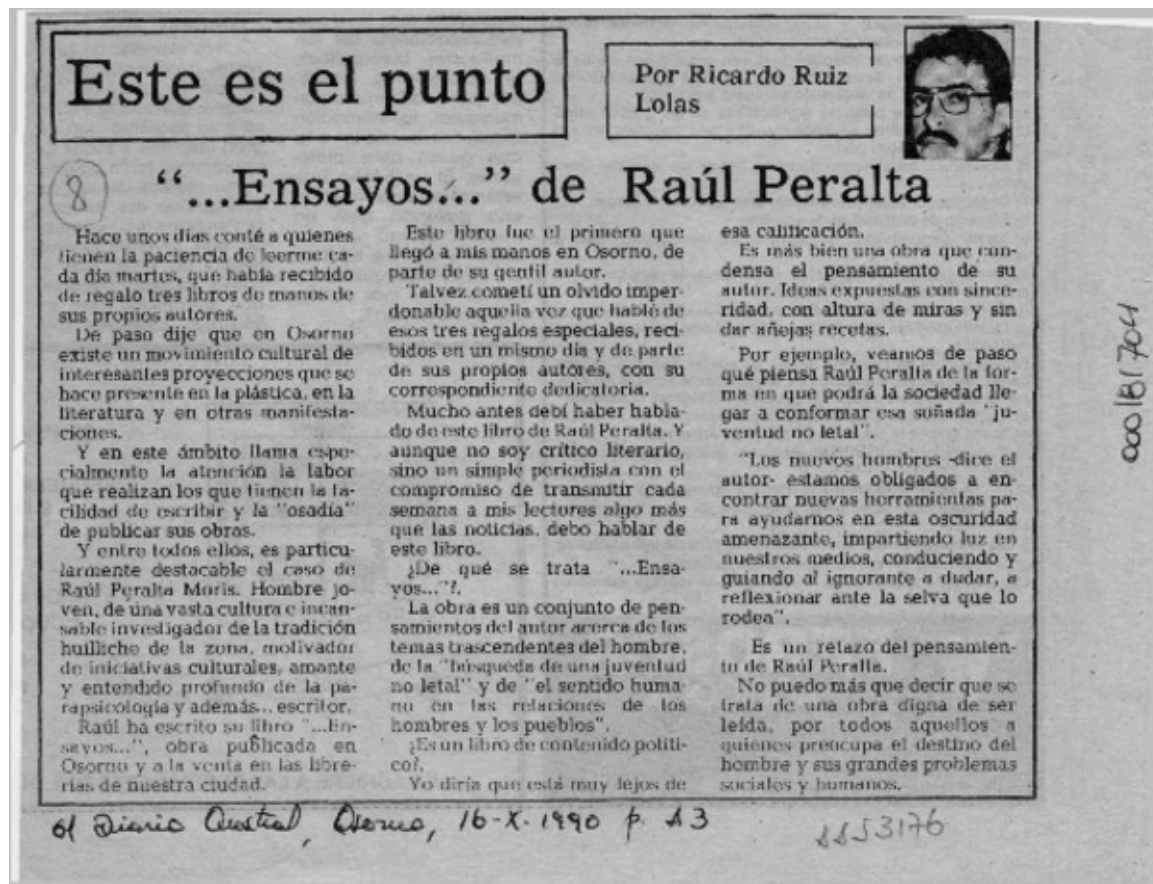 Este es el punto
Por Ricardo Ruiz
Lolas
8
“...Ensayos...” de Raúl Peralta
Hace unos días conté a quienes
tienen la paciencia de leerme ca-
da día martes, que había recibido
de regalo tres libros de manos de
sus propios autores.
De paso dije que en Osorno
existe un movimiento cultural de
interesantes proyecciones que se
hace presente en la plástica, en la
literatura y en otras manifesta-
ciones.
Y en este ámbito llama espe-
cialmente la atención la labor
que realizan los que tienen la fa-
cilidad de escribir y la "osadía"
de publicar sus obras.
Y entre todos ellos, es particu-
larmente destacable el caso de
Raúl Peralta Moris. Hombre jo-
ven, de una vasta cultura e incan-
sable investigador de la tradición
huilliche de la zona, motivador
de iniciativas culturales, amante
y entendido profundo de la pa-
rapsicología y además... escritor.
Raúl ha escrito su libro "...En-
sayos...", obra publicada en
Osorno y a la venta en las libre-
rías de nuestra ciudad.
Este libro fue el primero que
llegó a mis manos en Osorno, de
parte de su gentil autor.
Talvez cometí un olvido imper-
donable aquella vez que hablé de
esos tres regalos especiales, reci-
bidos en un mismo día y de parte
de sus propios autores, con su
correspondiente dedicatoria.
Mucho antes debí haber habla-
do de este libro de Raúl Peralta. Y
aunque no soy crítico literario,
sino un simple periodista con el
compromiso de transmitir cada
semana a mis lectores algo más
que las noticias, debo hablar de
este libro.
¿De qué se trata "...Ensa-
yos..."?.
La obra es un conjunto de pen-
samientos del autor acerca de los
temas trascendentes del hombre,
de la "búsqueda de una juventud
no letal" y de "el sentido huma-
no en las relaciones de los
hombres y los pueblos".
¿Es un libro de contenido políti-
co?.
Yo diría que está muy lejos de
esa calificación.
Es más bien una obra que con-
densa el pensamiento de su
autor. Ideas expuestas con since-
ridad, con altura de miras y sin
dar añejas recetas.
Por ejemplo, veamos de paso
qué piensa Raúl Peralta de la for-
ma en que podrá la sociedad lle-
gar a conformar esa soñada "ju-
ventud no letal".
"Los nuevos hombres -dice el
autor- estamos obligados a en-
contrar nuevas herramientas pa-
ra ayudarnos en esta oscuridad
amenazante, impartiendo luz en
nuestros medios, conduciendo y
guiando al ignorante a dudar, a
reflexionar ante la selva que lo
rodea".
Es un retazo del pensamien-
to de Raúl Peralta.
No puedo más que decir que se
trata de una obra digna de ser
leída, por todos aquellos a
quienes preocupa el destino del
hombre y sus grandes problemas
sociales y humanos.
el Diario Austral, Osorno, 16-X-1990 p. A3
000181704